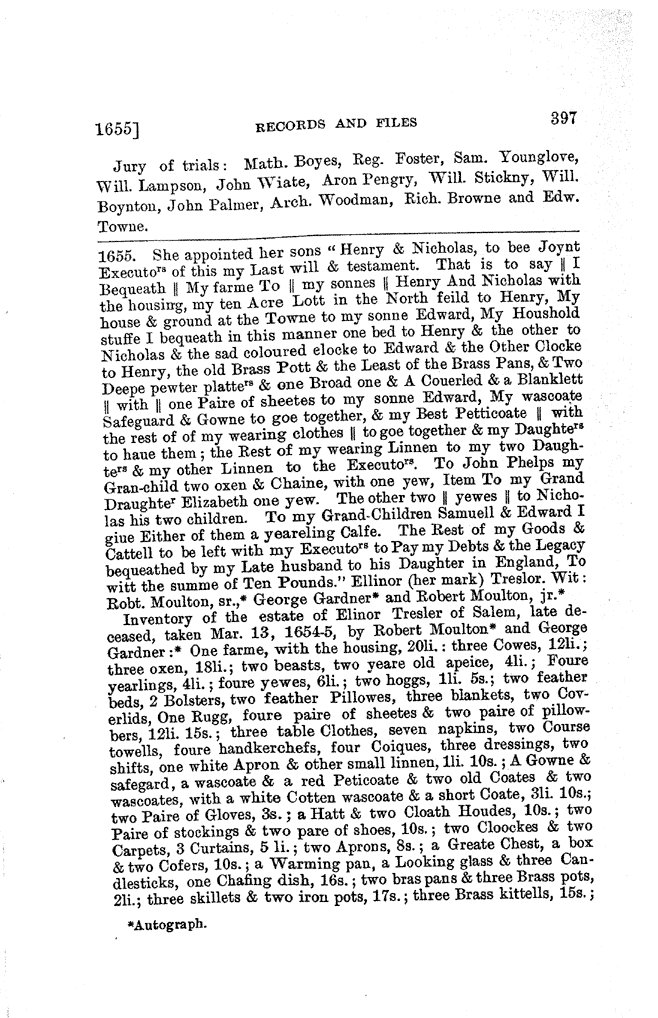 1655] RECORDS AND FILES 397
Jury of trials: Math. Boyes, Reg. Foster, Sam. Younglove,
Will. Lampson, John Wiate, Aron Pengry, Will. Stickny, Will.
Boynton, John Palmer, Arch. Woodman, Rich. Browne and Edw.
Towne.
1655. She appointed her sons “Henry & Nicholas, to bee Joynt
Executoʳˢ of this my Last will & testament. That is to say ‖ I
Bequeath ‖ My farme To ‖ my sonnes ‖ Henry And Nicholas with
the housing, my ten Acre Lott in the North feild to Henry, My
house & ground at the Towne to my sonne Edward, My Houshold
stuffe I bequeath in this manner one bed to Henry & the other to
Nicholas & the sad coloured elocke to Edward & the Other Clocke
to Henry, the old Brass Pott & the Least of the Brass Pans, & Two
Deepe pewter platteʳˢ & one Broad one & A Couerled & a Blanklett
‖ with ‖ one Paire of sheetes to my sonne Edward, My wascoate
Safeguard & Gowne to goe together, & my Best Petticoate ‖ with
the rest of of my wearing clothes ‖ to goe together & my Daughteʳˢ
to haue them; the Rest of my wearing Linnen to my two Daugh-
teʳˢ & my other Linnen to the Executoʳˢ. To John Phelps my
Gran-child two oxen & Chaine, with one yew, Item To my Grand
Draughteʳ Elizabeth one yew. The other two ‖ yewes ‖ to Nicho-
las his two children. To my Grand-Children Samuell & Edward I
giue Either of them a yeareling Calfe. The Rest of my Goods &
Cattell to be left with my Executoʳˢ to Pay my Debts & the Legacy
bequeathed by my Late husband to his Daughter in England, To
witt the summe of Ten Pounds.” Ellinor (her mark) Treslor. Wit:
Robt. Moulton, sr.,* George Gardner* and Robert Moulton, jr.*
Inventory of the estate of Elinor Tresler of Salem, late de-
ceased, taken Mar. 13, 1654-5, by Robert Moulton* and George
Gardner:* One farme, with the housing, 20li.: three Cowes, 12li.;
three oxen, 18li.; two beasts, two yeare old apeice, 4li.; Foure
yearlings, 4li.; foure yewes, 6li.; two hoggs, 1li. 5s.; two feather
beds, 2 Bolsters, two feather Pillowes, three blankets, two Cov-
erlids, One Rugg, foure paire of sheetes & two paire of pillow-
bers, 12li. 15s.; three table Clothes, seven napkins, two Course
towells, foure handkerchefs, four Coiques, three dressings, two
shifts, one white Apron & other small linnen, 1li. 10s.; A Gowne &
safegard, a wascoate & a red Peticoate & two old Coates & two
wascoates, with a white Cotten wascoate & a short Coate, 3li. 10s.;
two Paire of Gloves, 3s.; a Hatt & two Cloath Houdes, 10s.; two
Paire of stockings & two pare of shoes, 10s.; two Cloockes & two
Carpets, 3 Curtains, 5 li.; two Aprons, 8s.; a Greate Chest, a box
& two Cofers, 10s.; a Warming pan, a Looking glass & three Can-
dlesticks, one Chafing dish, 16s.; two bras pans & three Brass pots,
2li.; three skillets & two iron pots, 17s.; three Brass kittells, 15s.;
*Autograph.